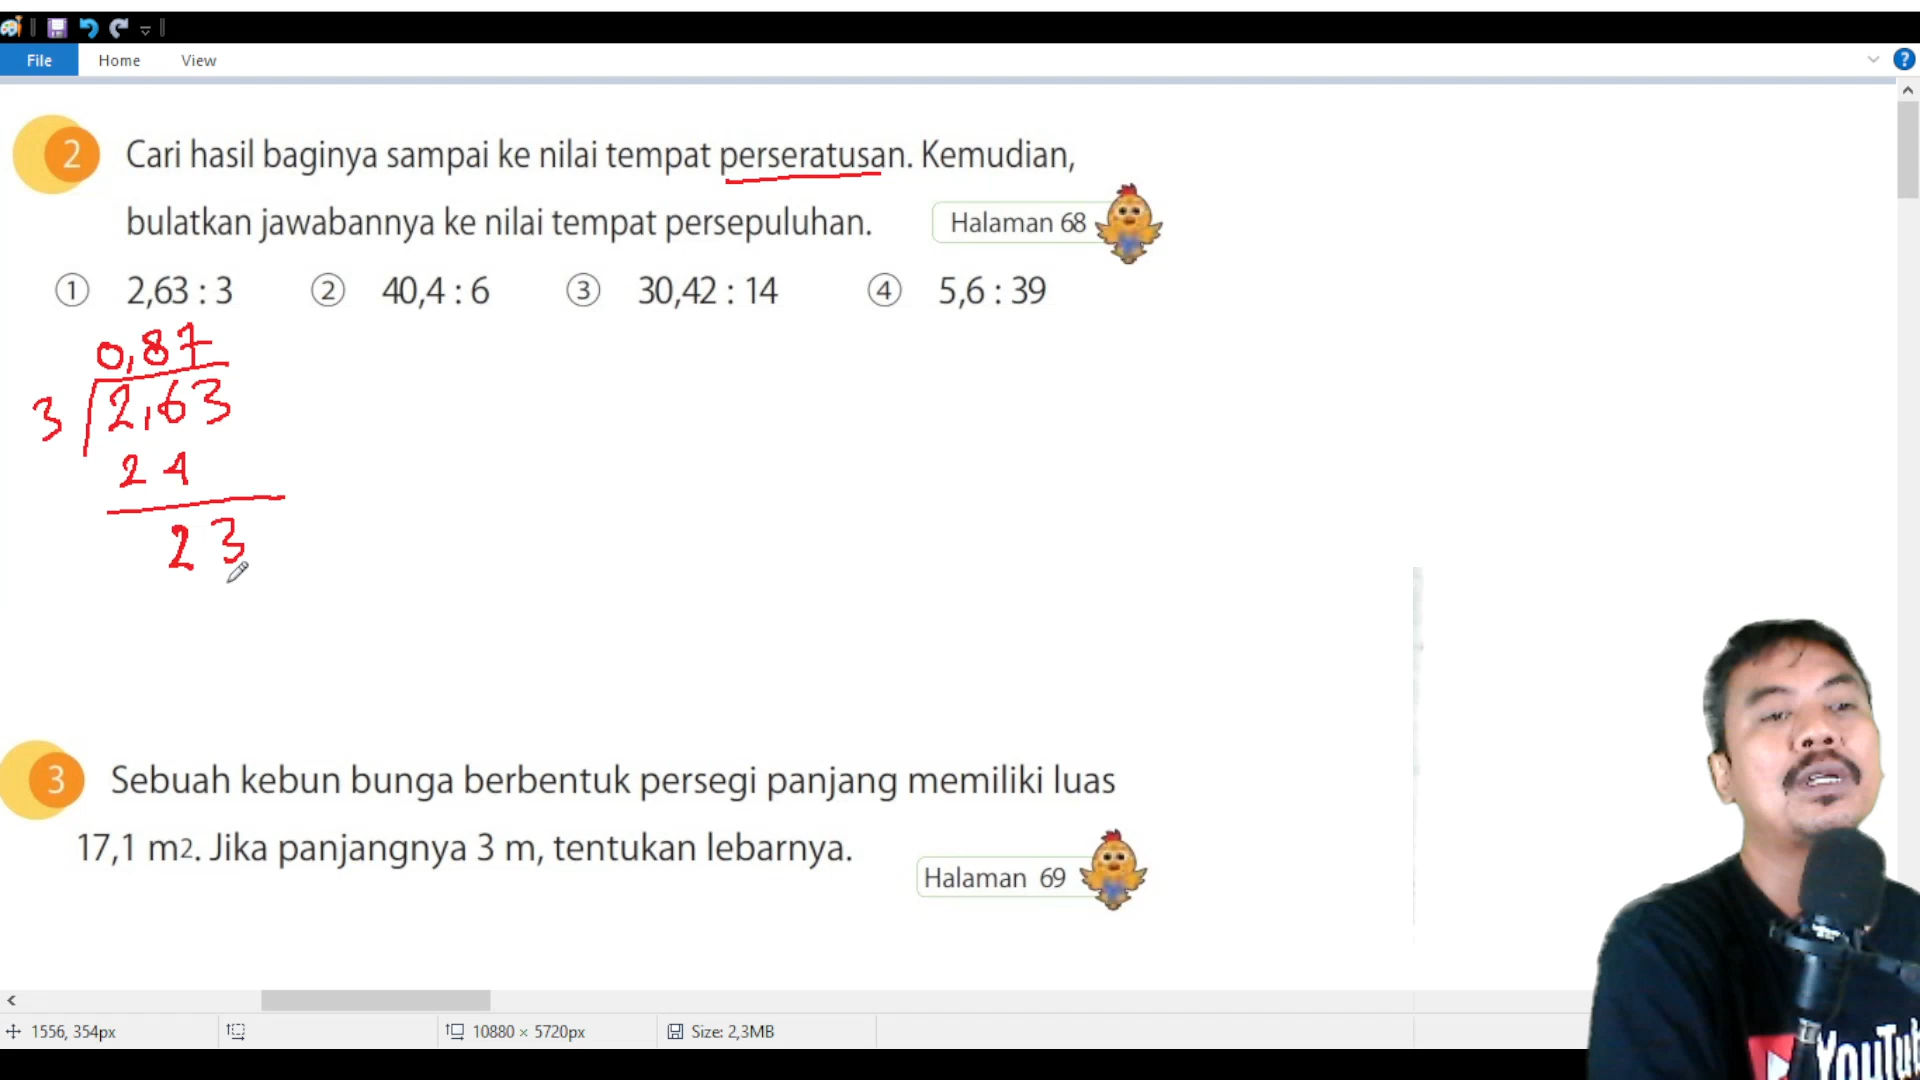 File Home View
2 Cari hasil baginya sampai ke nilai tempat perseratusan. Kemudian,
bulatkan jawabannya ke nilai tempat persepuluhan. Halaman 68
① 2,63 : 3 ② 40,4 : 6 ③ 30,42 : 14 ④ 5,6 : 39
0,87
3 2,63
24
23
3 Sebuah kebun bunga berbentuk persegi panjang memiliki luas
17,1 m2. Jika panjangnya 3 m, tentukan lebarnya. Halaman 69
1556, 354px 10880 × 5720px Size: 2,3MB
YouTub